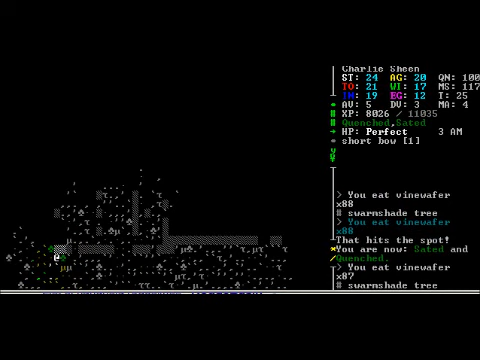 Charlie Sheen
ST: 24 AG: 20 QN: 100
TO: 21 WI: 17 MS: 117
IN: 19 EG: 12 T: 25
AV: 5 DV: 3 MA: 4
XP: 8026 / 11035
Quenched,Sated
HP: Perfect 3 AM
short bow [1]
> You eat vinewafer
x88
# swarmshade tree
> You eat vinewafer
x88
That hits the spot!
You are now: Sated and
Quenched.
> You eat vinewafer
x87
# swarmshade tree